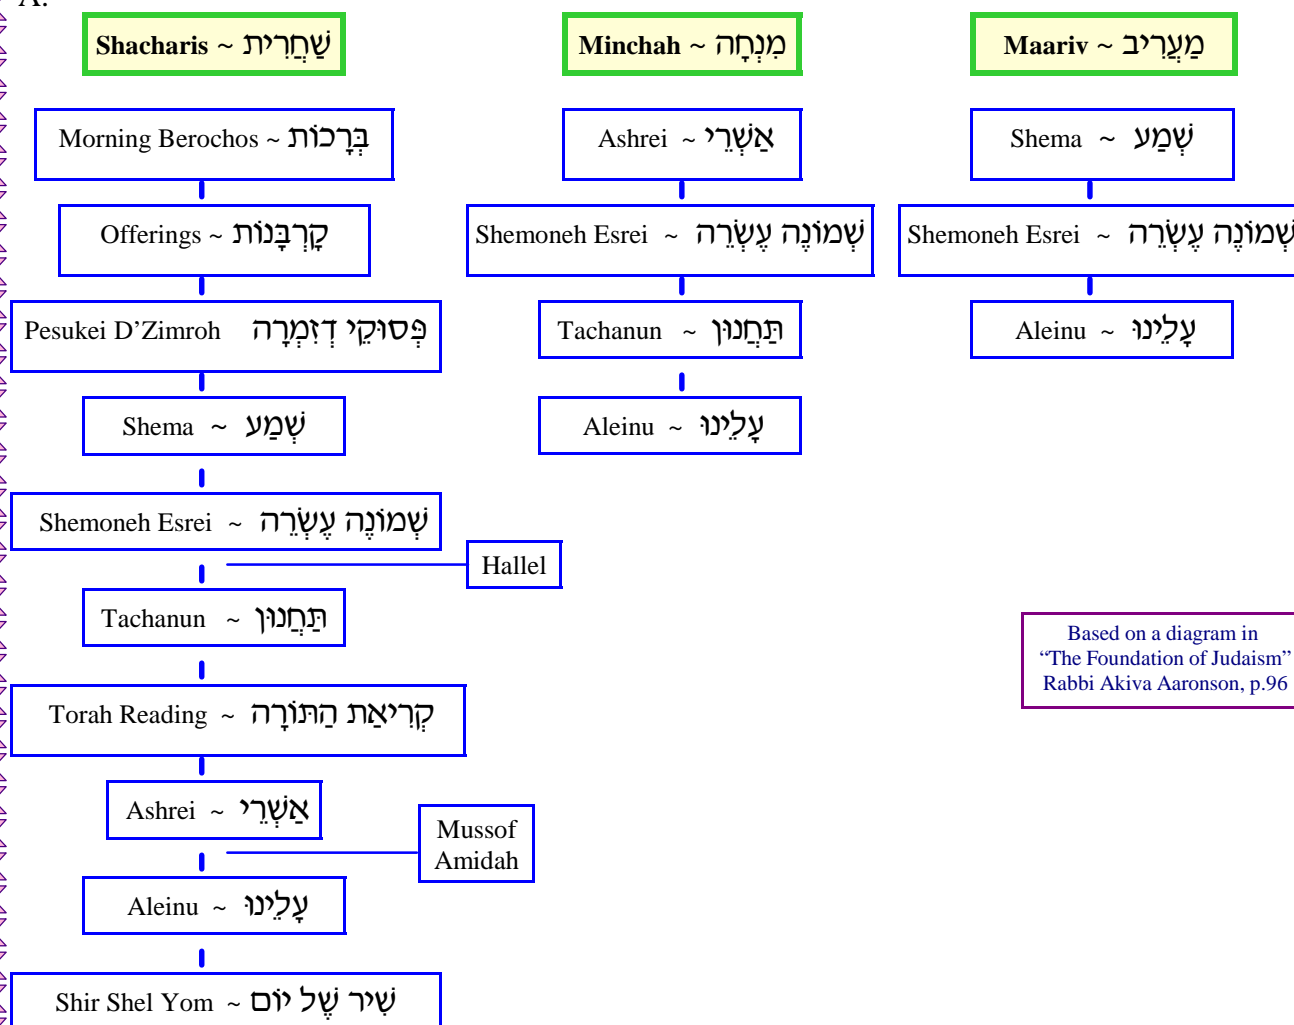 A.
Shacharis ~ שַׁחֲרִית
Morning Berochos ~ בְּרָכוֹת
Offerings ~ קָרְבָּנוֹת
Pesukei D’Zimroh פְּסוּקֵי דְזִמְרָה
Shema ~ שְׁמַע
Shemoneh Esrei ~ שְׁמוֹנֶה עֶשְׂרֵה
Hallel
Tachanun ~ תַּחֲנוּן
Torah Reading ~ קְרִיאַת הַתּוֹרָה
Ashrei ~ אַשְׁרֵי
Mussof
Amidah
Aleinu ~ עָלֵינוּ
Shir Shel Yom ~ שִׁיר שֶׁל יוֹם
Minchah ~ מִנְחָה
Ashrei ~ אַשְׁרֵי
Shemoneh Esrei ~ שְׁמוֹנֶה עֶשְׂרֵה
Tachanun ~ תַּחֲנוּן
Aleinu ~ עָלֵינוּ
Maariv ~ מַעֲרִיב
Shema ~ שְׁמַע
Shemoneh Esrei ~ שְׁמוֹנֶה עֶשְׂרֵה
Aleinu ~ עָלֵינוּ
Based on a diagram in
“The Foundation of Judaism”
Rabbi Akiva Aaronson, p.96